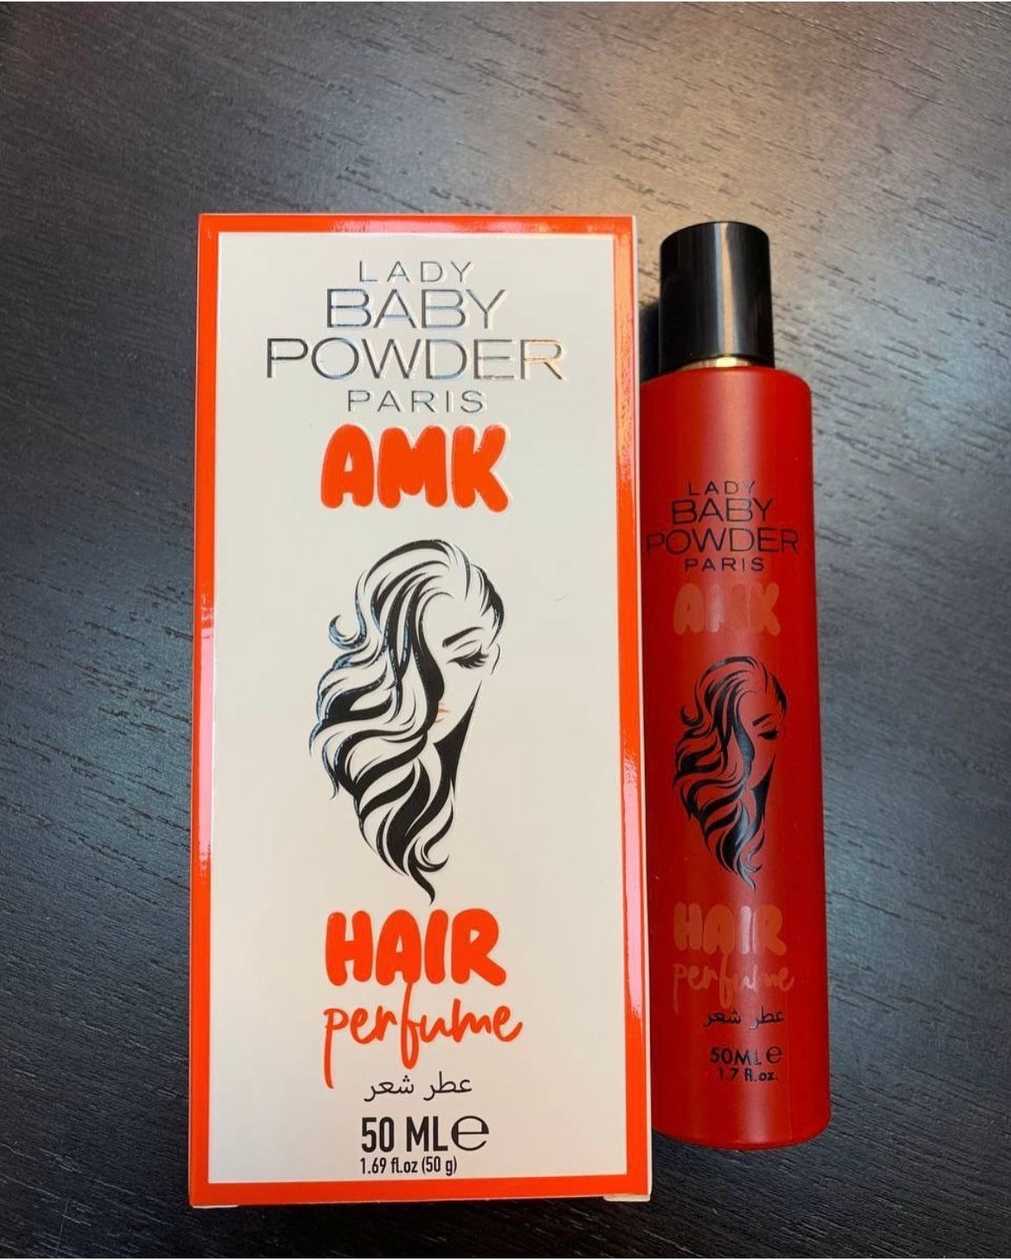 LADY
BABY
POWDER
PARIS
AMK
HAIR
perfume
عطر شعر
50 ML℮
1.69 fl.oz (50 g)
LADY
BABY
POWDER
PARIS
AMK
HAIR
perfume
عطر شعر
50ML℮
1.7 fl.oz.